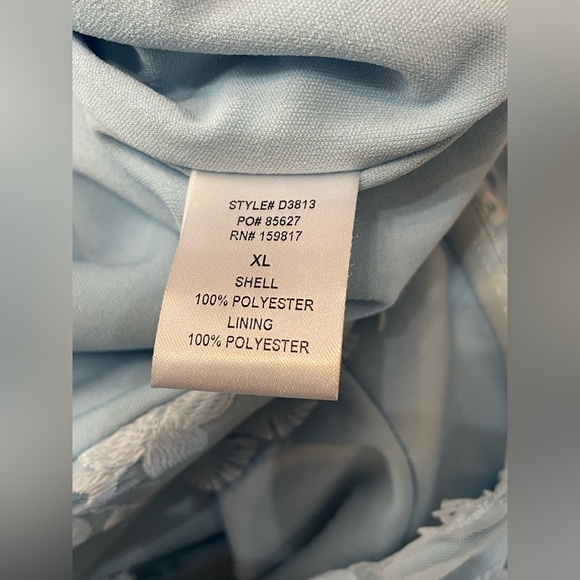 STYLE# D3813
PO# 85627
RN# 159817
XL
SHELL
100% POLYESTER
LINING
100% POLYESTER